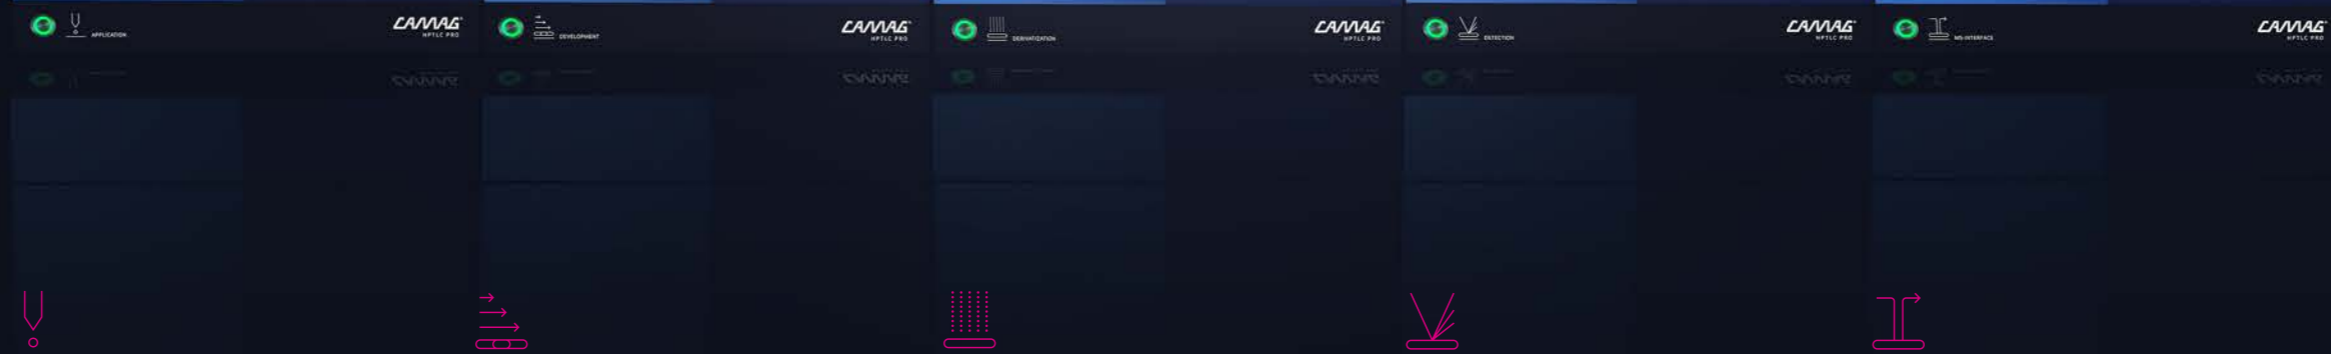 APPLICATION
CAMAG
HPTLC PRO
DEVELOPMENT
CAMAG
HPTLC PRO
DERIVATIZATION
CAMAG
HPTLC PRO
DETECTION
CAMAG
HPTLC PRO
MS-INTERFACE
CAMAG
HPTLC PRO